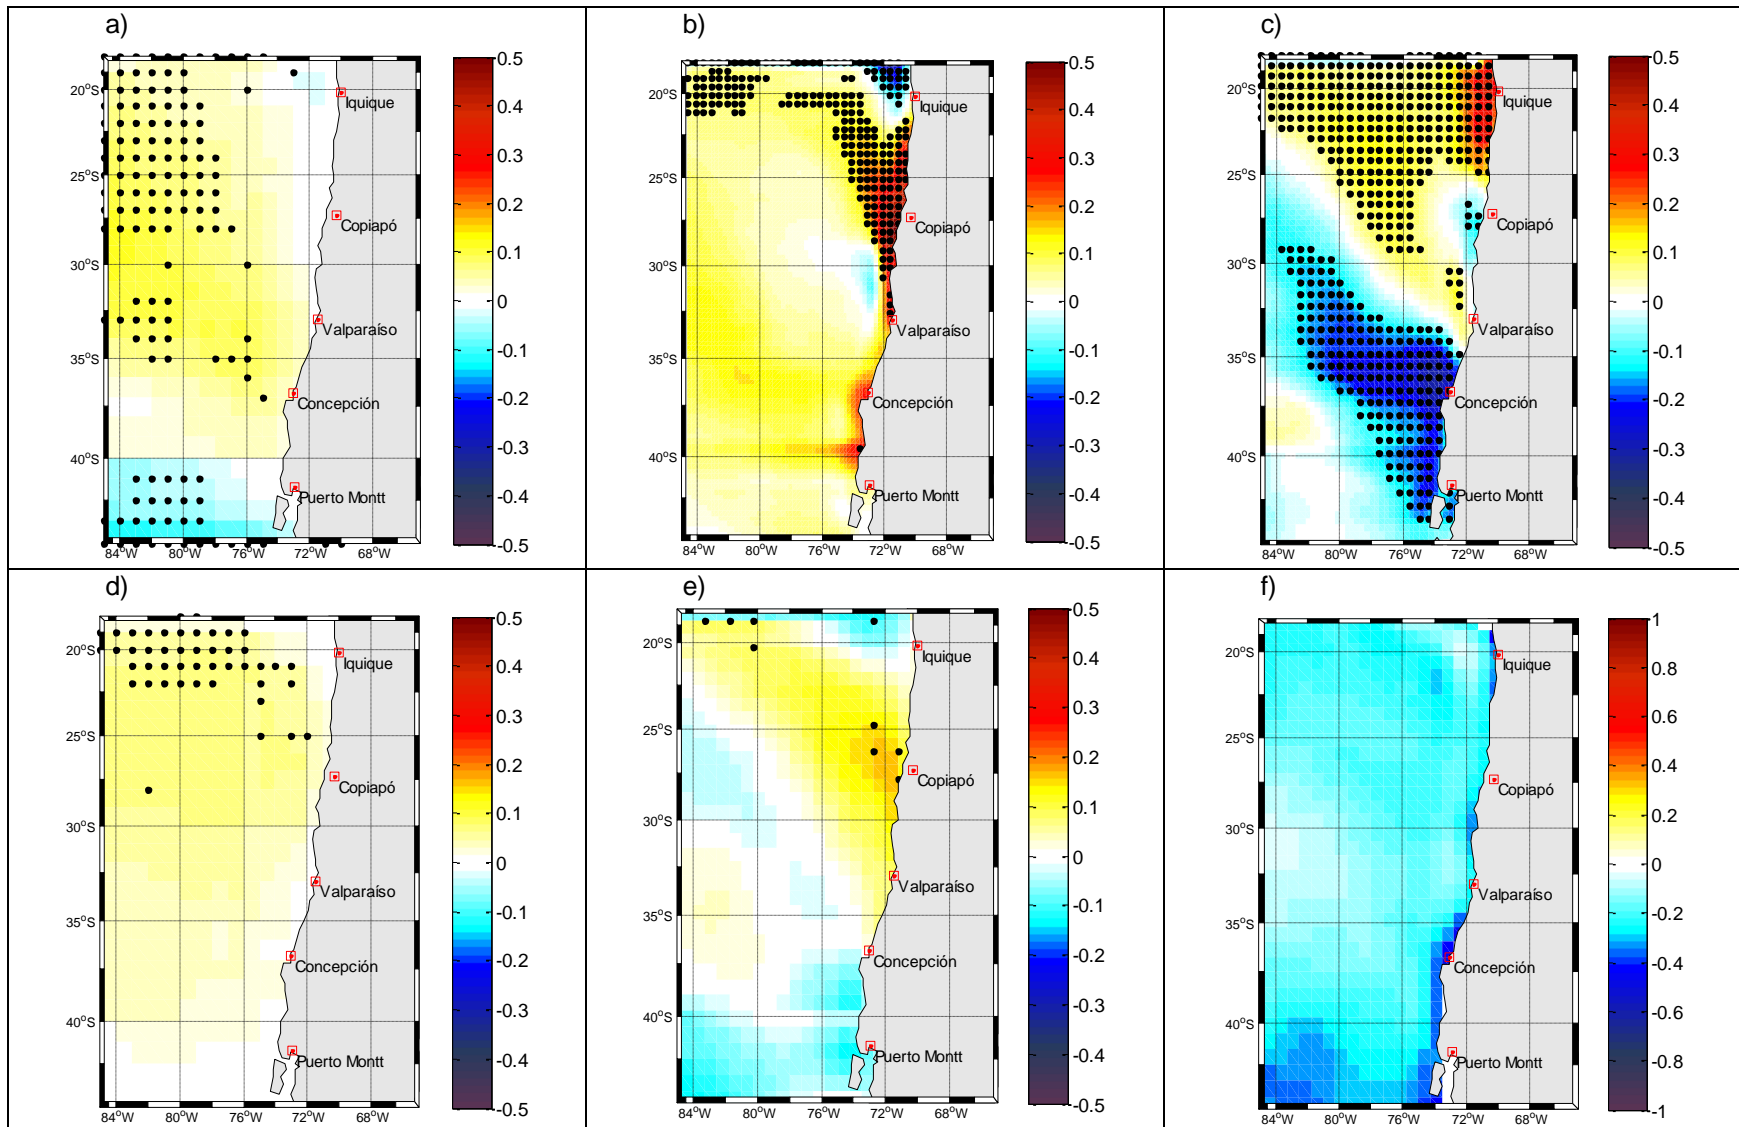 a)
20°S
25°S
30°S
35°S
40°S
84°W 80°W 76°W 72°W 68°W
Iquique
Copiapó
Valparaíso
Concepción
Puerto Montt
0.5
0.4
0.3
0.2
0.1
0
-0.1
-0.2
-0.3
-0.4
-0.5
b)
20°S
25°S
30°S
35°S
40°S
84°W 80°W 76°W 72°W 68°W
Iquique
Copiapó
Valparaíso
Concepción
Puerto Montt
0.5
0.4
0.3
0.2
0.1
0
-0.1
-0.2
-0.3
-0.4
-0.5
c)
20°S
25°S
30°S
35°S
40°S
84°W 80°W 76°W 72°W 68°W
Iquique
Copiapó
Valparaíso
Concepción
Puerto Montt
0.5
0.4
0.3
0.2
0.1
0
-0.1
-0.2
-0.3
-0.4
-0.5
d)
20°S
25°S
30°S
35°S
40°S
84°W 80°W 76°W 72°W 68°W
Iquique
Copiapó
Valparaíso
Concepción
Puerto Montt
0.5
0.4
0.3
0.2
0.1
0
-0.1
-0.2
-0.3
-0.4
-0.5
e)
20°S
25°S
30°S
35°S
40°S
84°W 80°W 76°W 72°W 68°W
Iquique
Copiapó
Valparaíso
Concepción
Puerto Montt
0.5
0.4
0.3
0.2
0.1
0
-0.1
-0.2
-0.3
-0.4
-0.5
f)
20°S
25°S
30°S
35°S
40°S
84°W 80°W 76°W 72°W 68°W
Iquique
Copiapó
Valparaíso
Concepción
Puerto Montt
1
0.8
0.6
0.4
0.2
0
-0.2
-0.4
-0.6
-0.8
-1